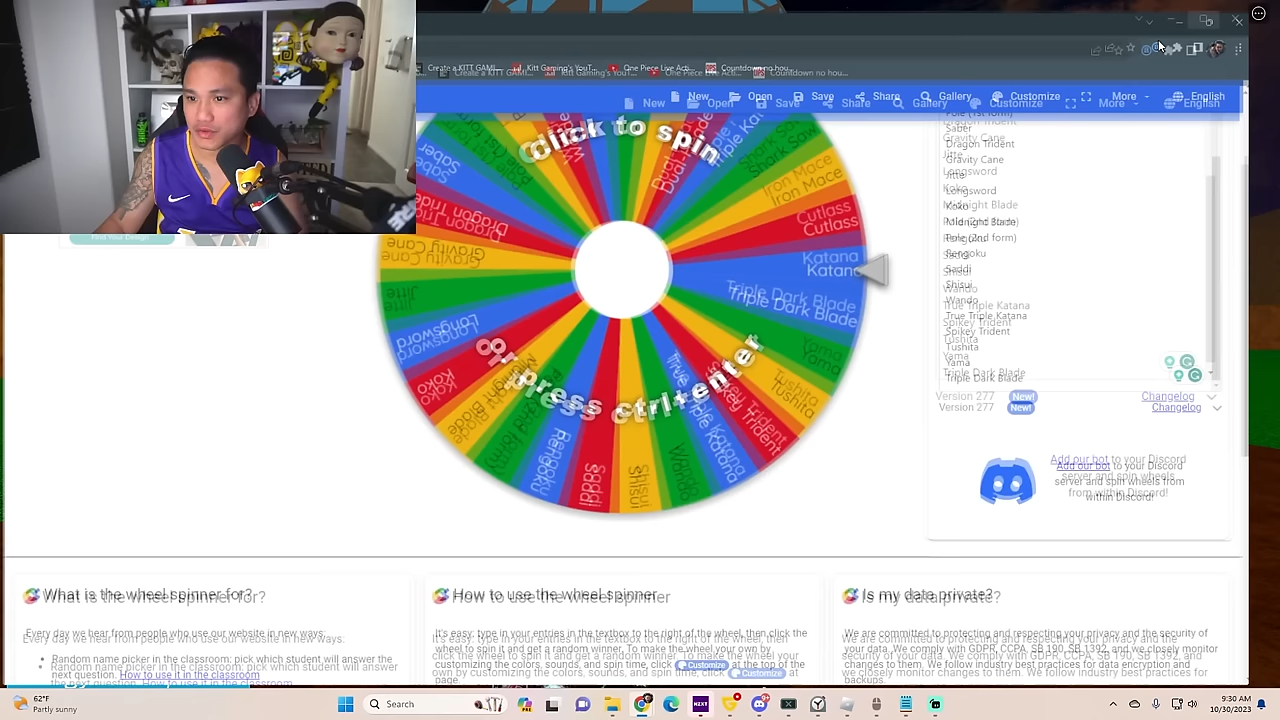 Create a KITT GAMI...
Kitt Gaming's YouT...
One Piece Live Acti...
Countdown no hou...
New
Open
Save
Share
Gallery
Customize
More
English
Click to spin
or press ctrl+enter
Saber
Dragon Tri
Gravity Cane
Jitte
Longsword
Koko
Rengoku
Saddi
Shisui
Wando
True Triple Katana
Spikey Trident
Tushita
Yama
Triple Dark Blade
Katana
Cutlass
Iron Mace
Shark Saw
Pole (1st form)
Saber
Dragon Trident
Gravity Cane
Jitte
Longsword
Koko
Midnight Blade
Pole (2nd form)
Rengoku
Saddi
Shisui
Wando
True Triple Katana
Spikey Trident
Tushita
Yama
Triple Dark Blade
Version 277 New! Changelog
Add our bot to your Discord
server and spin wheels
from within Discord!
What is the wheel spinner for?
Every day we hear from people who use our website in new ways:
Random name picker in the classroom: pick which student will answer the
next question. How to use it in the classroom
How to use the wheel spinner
It's easy: type in your entries in the textbox to the right of the wheel, then click the
wheel to spin it and get a random winner. To make the wheel your
own by customizing the colors, sounds, and spin time, click Customize at the top of the
page.
Is my data private?
We are committed to protecting and respecting your privacy and the security of
your data. We comply with GDPR, CCPA, SB 190, SB 1392, and we closely monitor
changes to them. We follow industry best practices for data privacy and
backups.
62°F
Partly sunny
Search
9:30 AM
10/30/2023